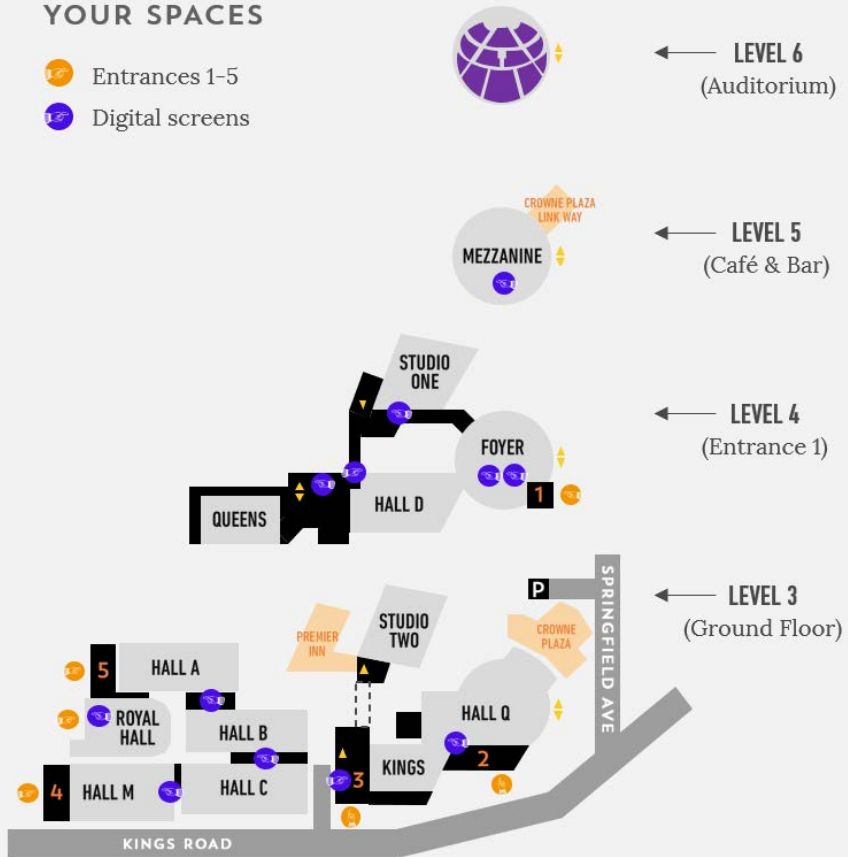 YOUR SPACES
Entrances 1-5
Digital screens
LEVEL 6
(Auditorium)
CROWNE PLAZA
LINK WAY
MEZZANINE
LEVEL 5
(Café & Bar)
STUDIO
ONE
FOYER
LEVEL 4
(Entrance 1)
QUEENS
HALL D
1
P
SPRINGFIELD AVE
LEVEL 3
(Ground Floor)
PREMIER
INN
STUDIO
TWO
CROWNE
PLAZA
5
HALL A
ROYAL
HALL
HALL B
HALL Q
2
4
HALL M
HALL C
3
KINGS
KINGS ROAD